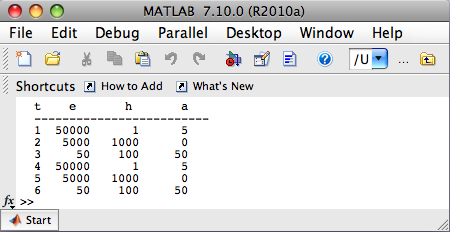 MATLAB 7.10.0 (R2010a)
File Edit Debug Parallel Desktop Window Help
/U ...
Shortcuts How to Add What's New
t e h a
---------------------------
1 50000 1 5
2 5000 1000 0
3 50 100 50
4 50000 1 5
5 5000 1000 0
6 50 100 50
fx >>
Start